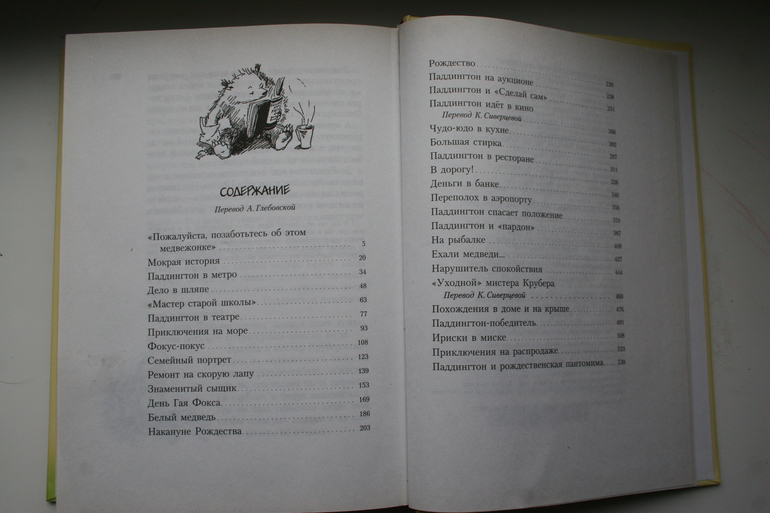 СОДЕРЖАНИЕ
Перевод А. Глебовской
«Пожалуйста, позаботьтесь об этом
медвежонке» 5
Мокрая история 20
Паддингтон в метро 34
Дело в шляпе 48
«Мастер старой школы» 63
Паддингтон в театре 77
Приключения на море 93
Фокус-покус 108
Семейный портрет 123
Ремонт на скорую лапу 139
Знаменитый сыщик 153
День Гая Фокса 169
Белый медведь 186
Накануне Рождества 203
Рождество
Паддингтон на аукционе
Паддингтон и «Сделай сам»
Паддингтон идёт в кино
Перевод К. Сиверцевой
Чудо-юдо в кухне
Большая стирка
Паддингтон в ресторане
В дорогу!
Деньги в банке
Переполох в аэропорту
Паддингтон спасает положение
Паддингтон и «пардон»
На рыбалке
Ехали медведи...
Нарушитель спокойствия
«Уходной» мистера Крубера
Перевод К. Сиверцевой
Похождения в доме и на крыше
Паддингтон-победитель
Ириски в миске
Приключения на распродаже
Паддингтон и рождественская пантомима